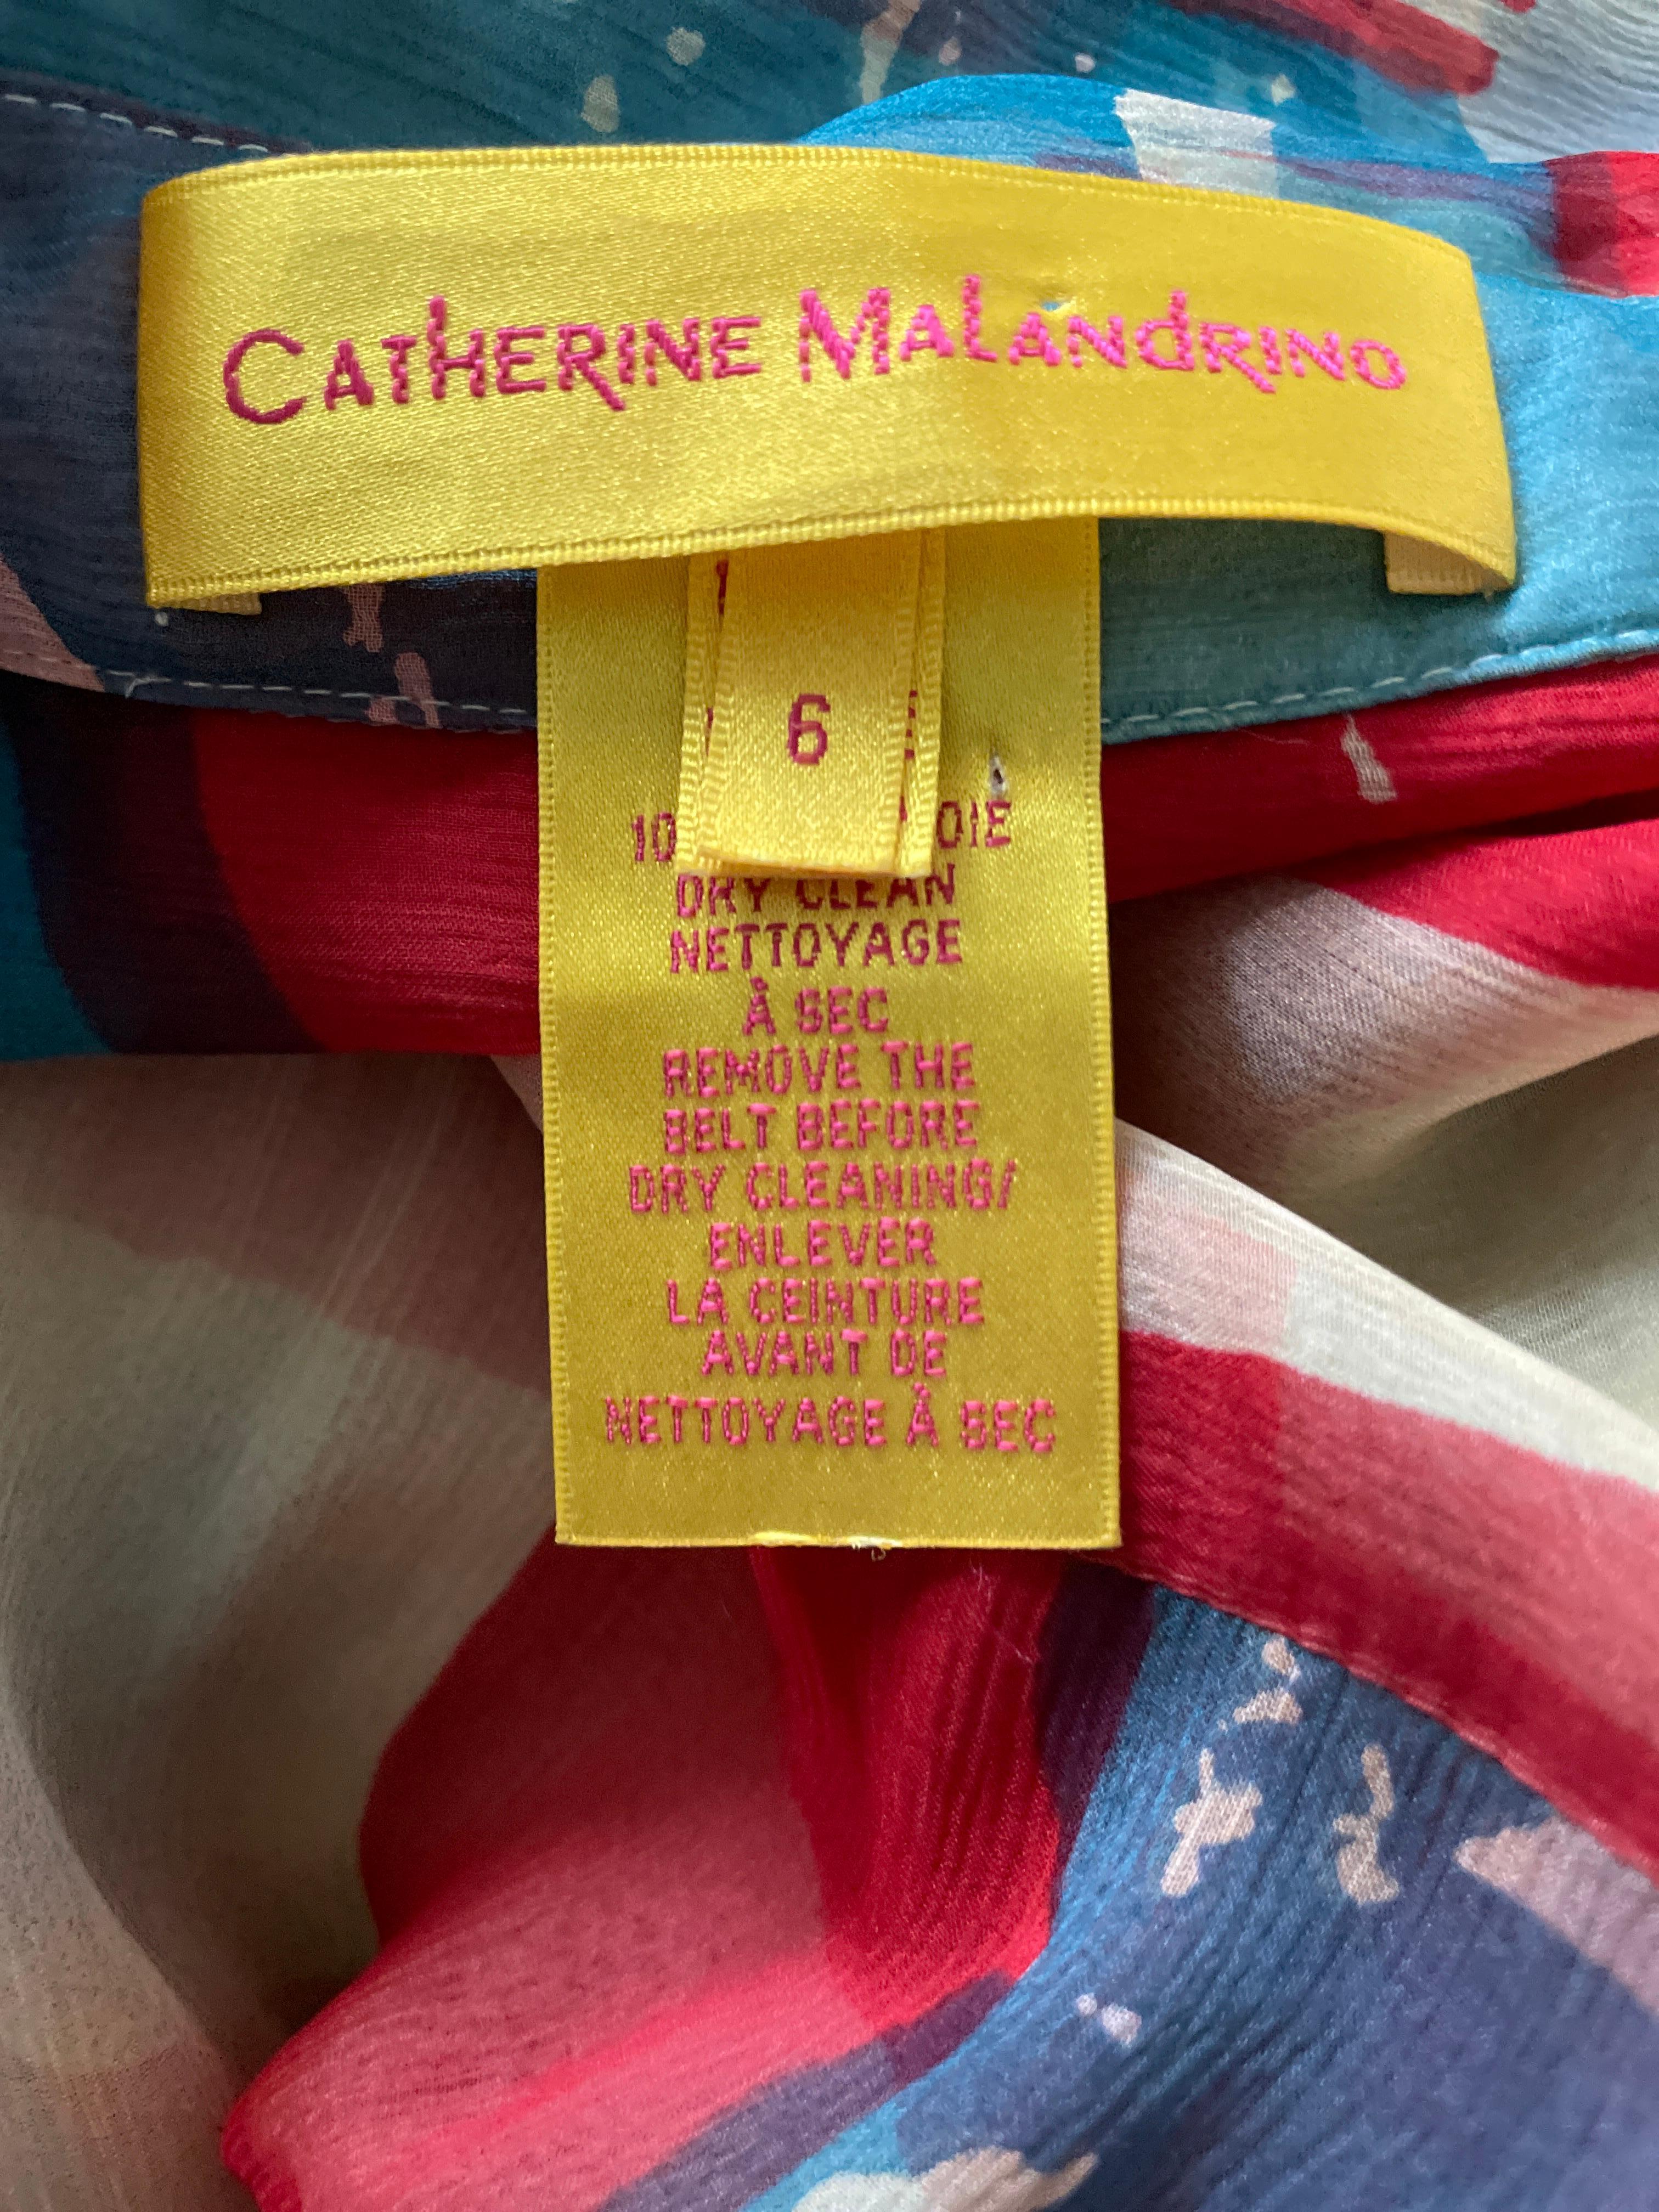 Catherine Malandrino
6
DRY CLEAN
NETTOYAGE
À SEC
REMOVE THE
BELT BEFORE
DRY CLEANING/
ENLEVER
LA CEINTURE
AVANT DE
NETTOYAGE À SEC